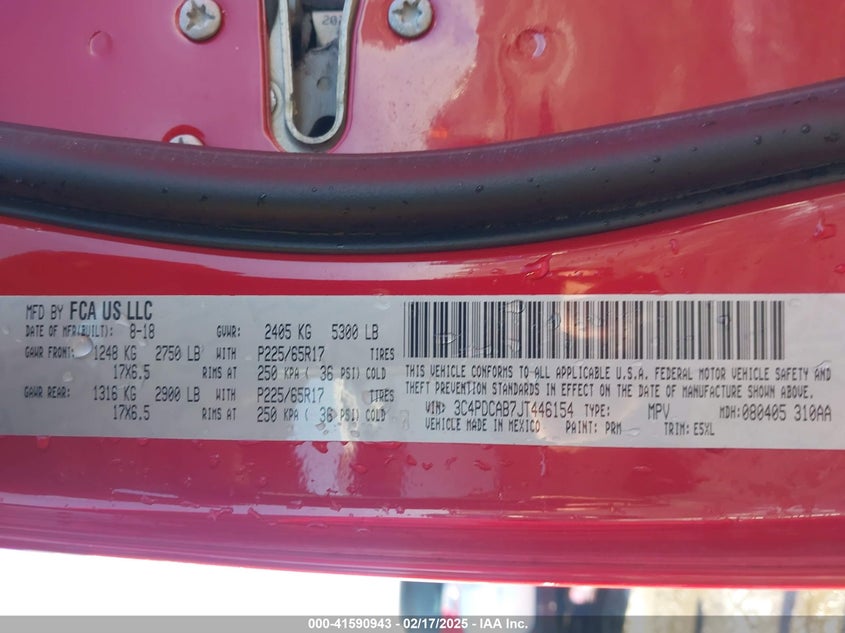 MFD BY FCA US LLC
DATE OF MFR(BUILT): 8-18 GVWR: 2405 KG 5300 LB
GAWR FRONT: 1248 KG 2750 LB WITH P225/65R17 TIRES
17X6.5 RIMS AT 250 KPA ( 36 PSI) COLD
GAWR REAR: 1316 KG 2900 LB WITH P225/65R17 TIRES
17X6.5 RIMS AT 250 KPA ( 36 PSI) COLD
THIS VEHICLE CONFORMS TO ALL APPLICABLE U.S.A. FEDERAL MOTOR VEHICLE SAFETY AND
THEFT PREVENTION STANDARDS IN EFFECT ON THE DATE OF MANUFACTURE SHOWN ABOVE.
VIN: 3C4PDCAB7JT446154 TYPE: MPV MDH: 080405 310AA
VEHICLE MADE IN MEXICO PAINT: PRM TRIM: E5XL
000-41590943 - 02/17/2025 - © IAA Inc.